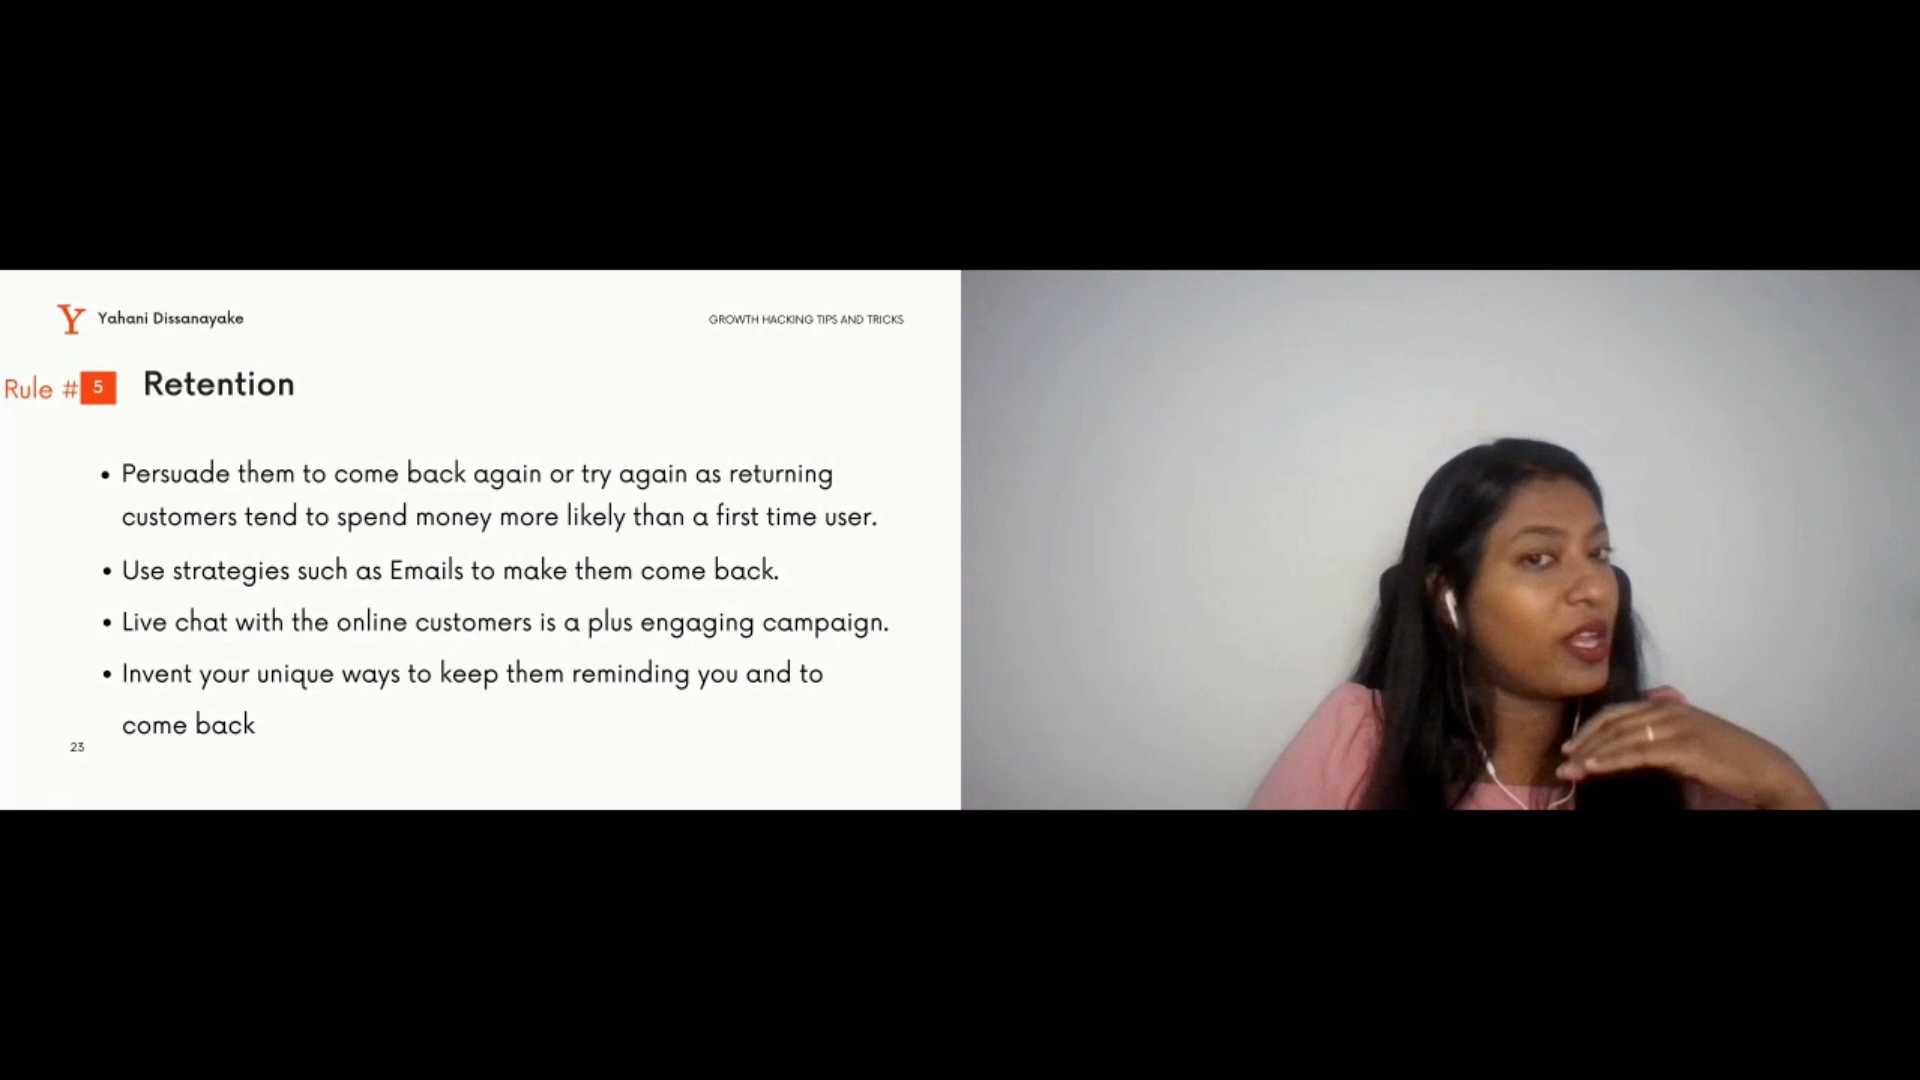 Y Yahani Dissanayake
GROWTH HACKING TIPS AND TRICKS
Rule # 5 Retention
• Persuade them to come back again or try again as returning
customers tend to spend money more likely than a first time user.
• Use strategies such as Emails to make them come back.
• Live chat with the online customers is a plus engaging campaign.
• Invent your unique ways to keep them reminding you and to
come back
23